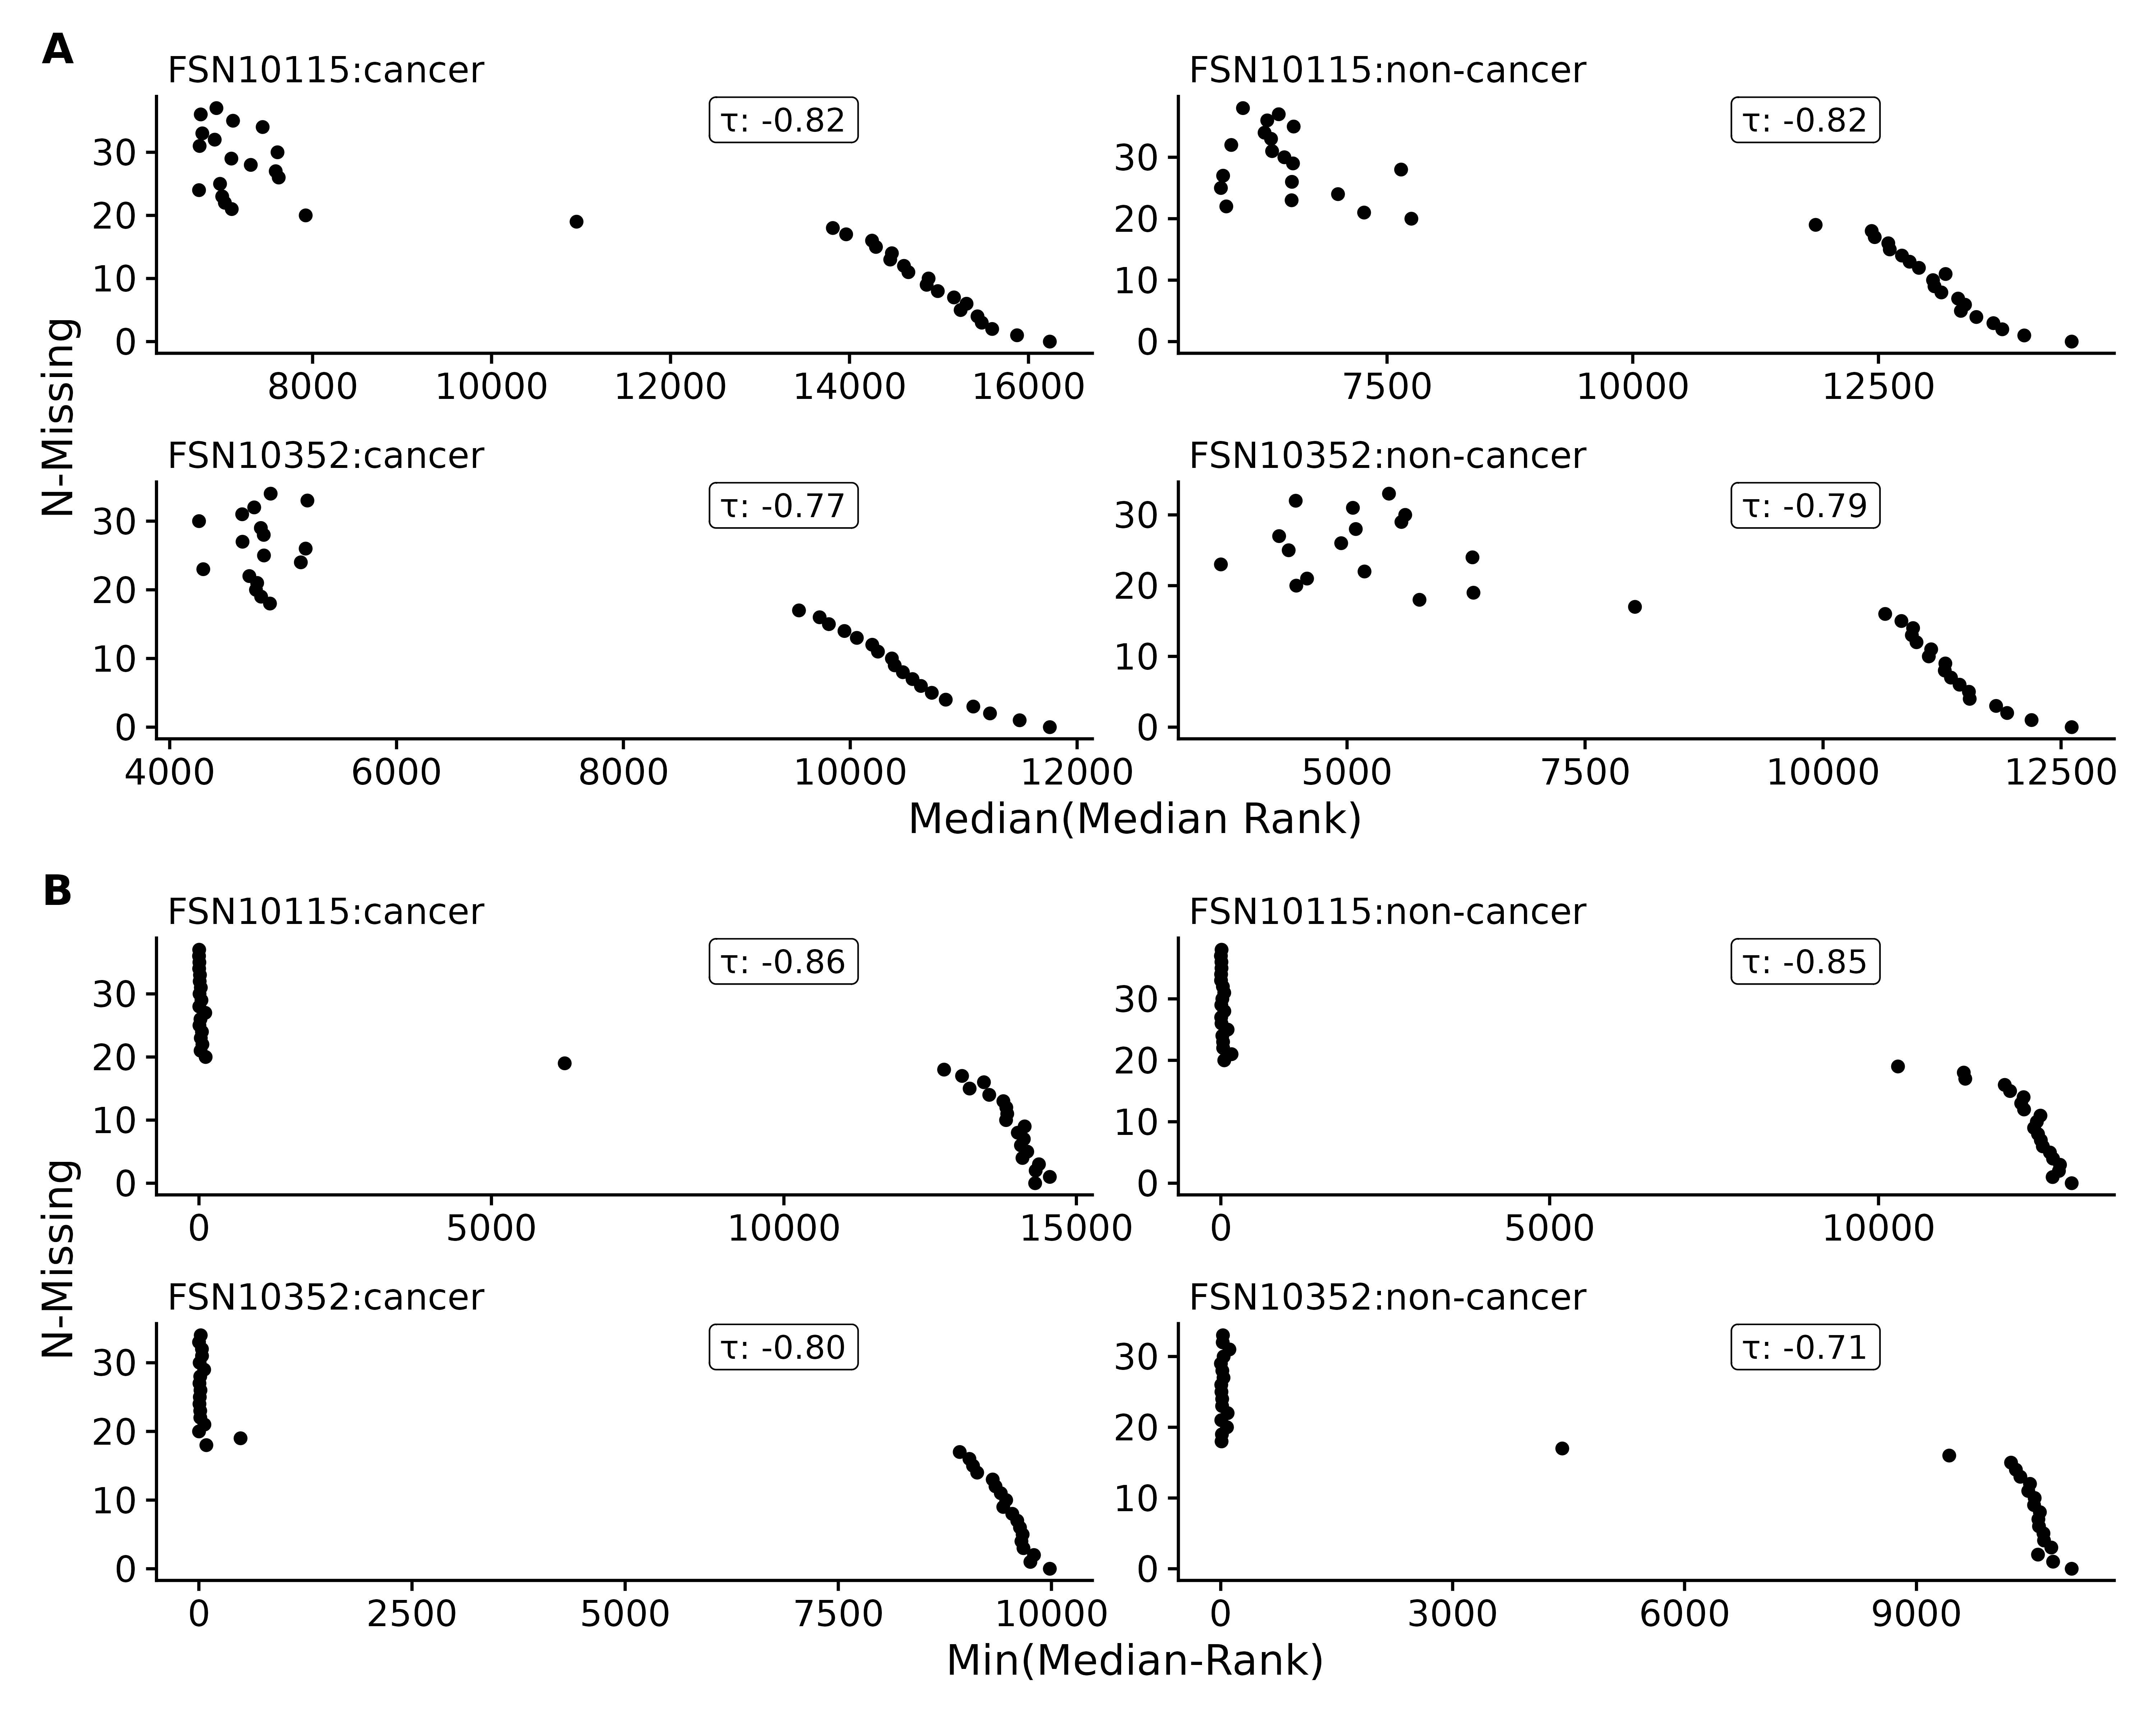 A
FSN10115:cancer
τ: -0.82
30
20
10
0
8000 10000 12000 14000 16000
FSN10115:non-cancer
τ: -0.82
30
20
10
0
7500 10000 12500
N-Missing
FSN10352:cancer
τ: -0.77
30
20
10
0
4000 6000 8000 10000 12000
FSN10352:non-cancer
τ: -0.79
30
20
10
0
5000 7500 10000 12500
Median(Median Rank)
B
FSN10115:cancer
τ: -0.86
30
20
10
0
0 5000 10000 15000
FSN10115:non-cancer
τ: -0.85
30
20
10
0
0 5000 10000
N-Missing
FSN10352:cancer
τ: -0.80
30
20
10
0
0 2500 5000 7500 10000
FSN10352:non-cancer
τ: -0.71
30
20
10
0
0 3000 6000 9000
Min(Median-Rank)